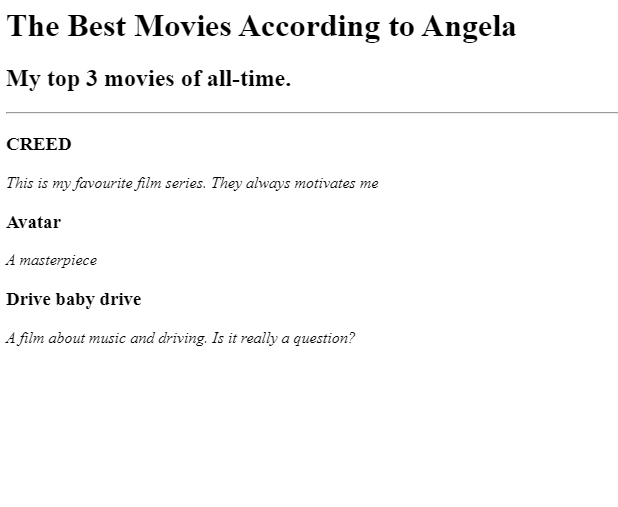 The Best Movies According to Angela
My top 3 movies of all-time.
CREED
This is my favourite film series. They always motivates me
Avatar
A masterpiece
Drive baby drive
A film about music and driving. Is it really a question?